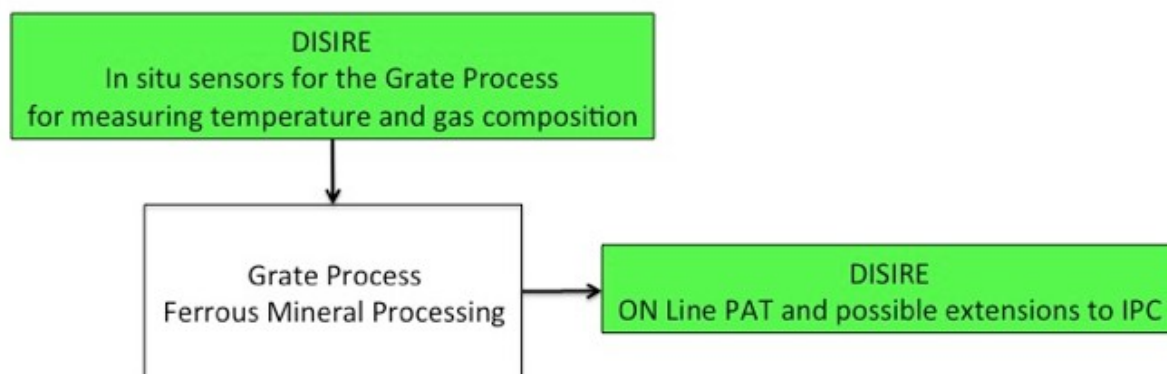 DISIRE
In situ sensors for the Grate Process
for measuring temperature and gas composition
Grate Process
Ferrous Mineral Processing
DISIRE
ON Line PAT and possible extensions to IPC